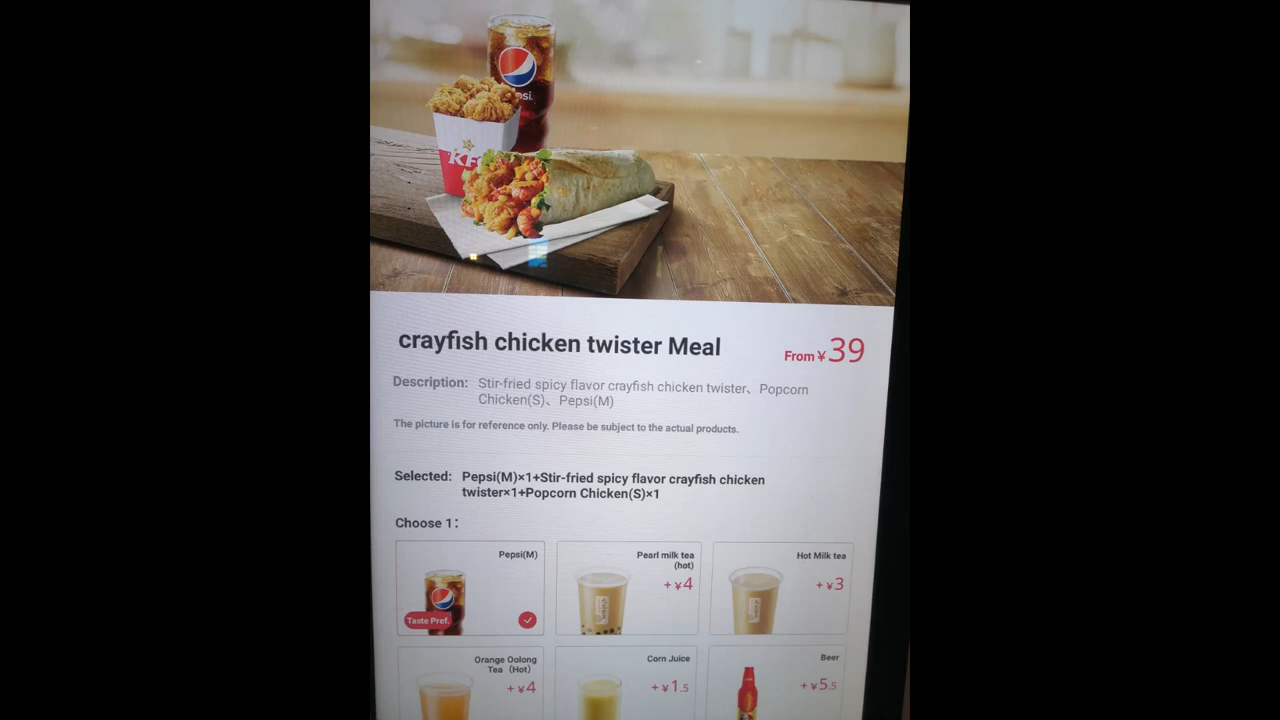 psi.
KFC
crayfish chicken twister Meal
From ¥39
Description: Stir-fried spicy flavor crayfish chicken twister、Popcorn
Chicken(S)、Pepsi(M)
The picture is for reference only. Please be subject to the actual products.
Selected: Pepsi(M)×1+Stir-fried spicy flavor crayfish chicken
twister×1+Popcorn Chicken(S)×1
Choose 1：
Pepsi(M)
Taste Pref.
Pearl milk tea
(hot)
+¥4
Hot Milk tea
+¥3
Orange Oolong
Tea（Hot）
+¥4
Corn Juice
+¥1.5
Beer
+¥5.5